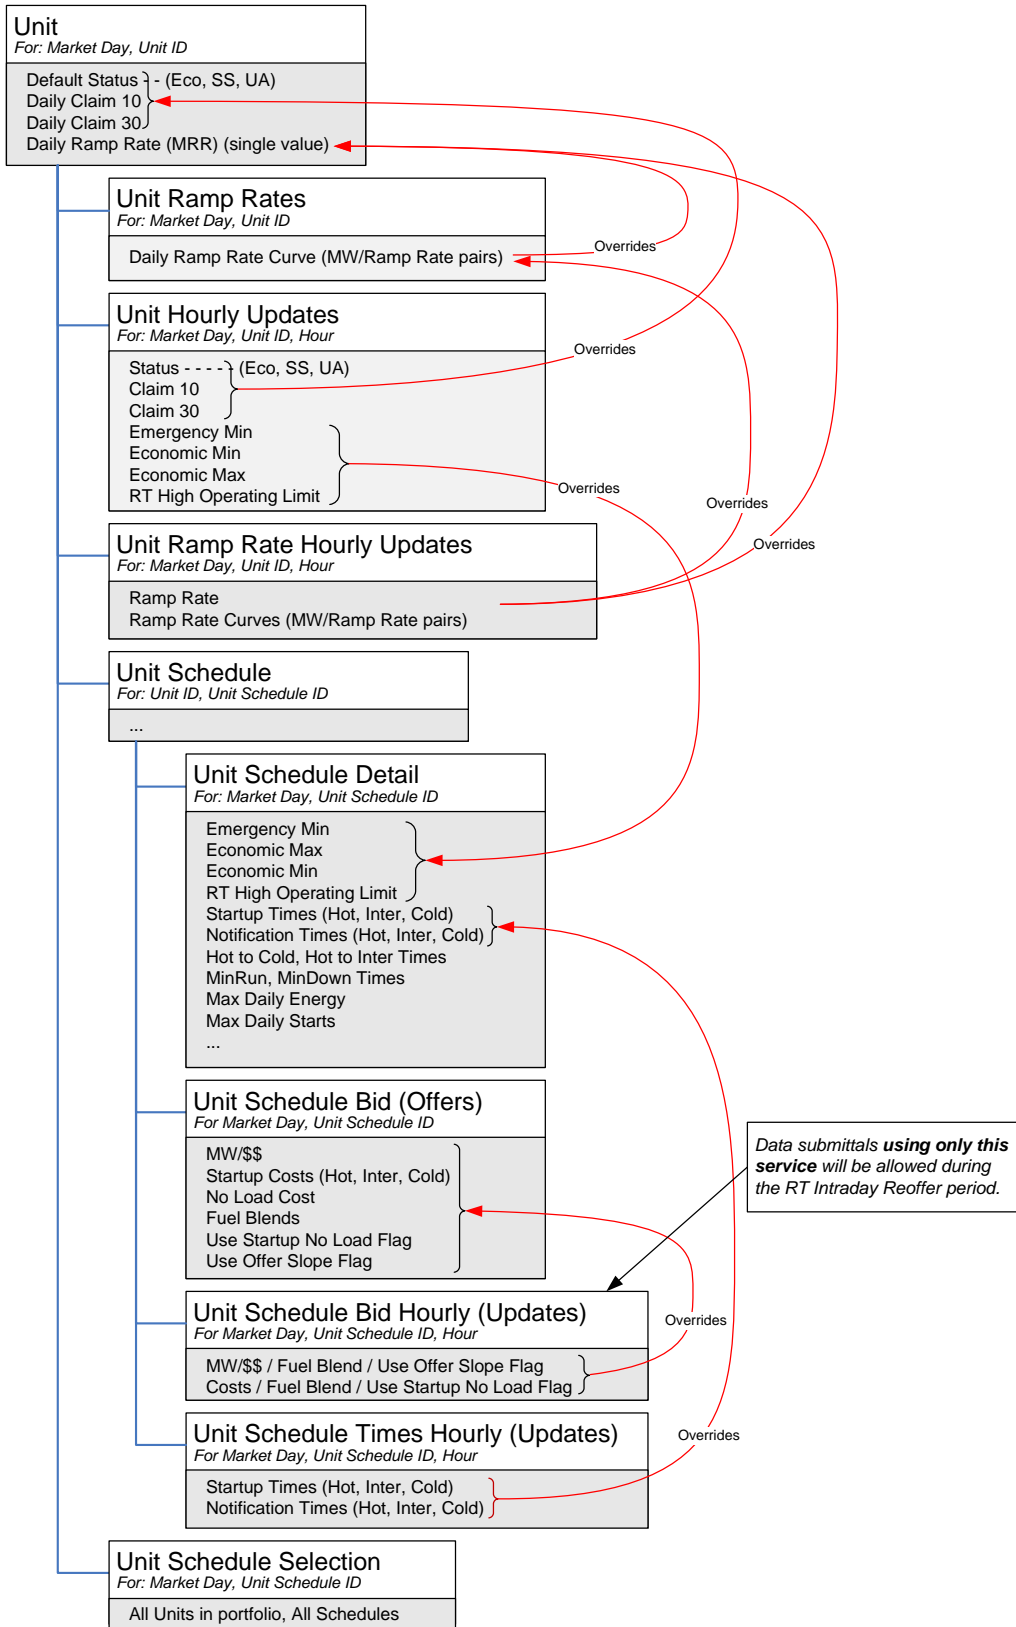 Unit
For: Market Day, Unit ID
Default Status - - (Eco, SS, UA)
Daily Claim 10
Daily Claim 30
Daily Ramp Rate (MRR) (single value)
Unit Ramp Rates
For: Market Day, Unit ID
Daily Ramp Rate Curve (MW/Ramp Rate pairs)
Overrides
Unit Hourly Updates
For: Market Day, Unit ID, Hour
Overrides
Status - - - - - (Eco, SS, UA)
Claim 10
Claim 30
Emergency Min
Economic Min
Economic Max
RT High Operating Limit
Overrides
Overrides
Overrides
Unit Ramp Rate Hourly Updates
For: Market Day, Unit ID, Hour
Ramp Rate
Ramp Rate Curves (MW/Ramp Rate pairs)
Unit Schedule
For: Unit ID, Unit Schedule ID
...
Unit Schedule Detail
For: Market Day, Unit Schedule ID
Emergency Min
Economic Max
Economic Min
RT High Operating Limit
Startup Times (Hot, Inter, Cold)
Notification Times (Hot, Inter, Cold)
Hot to Cold, Hot to Inter Times
MinRun, MinDown Times
Max Daily Energy
Max Daily Starts
...
Unit Schedule Bid (Offers)
For Market Day, Unit Schedule ID
MW/$$
Startup Costs (Hot, Inter, Cold)
No Load Cost
Fuel Blends
Use Startup No Load Flag
Use Offer Slope Flag
Data submittals using only this
service will be allowed during
the RT Intraday Reoffer period.
Unit Schedule Bid Hourly (Updates)
For Market Day, Unit Schedule ID, Hour
Overrides
MW/$$ / Fuel Blend / Use Offer Slope Flag
Costs / Fuel Blend / Use Startup No Load Flag
Unit Schedule Times Hourly (Updates)
For Market Day, Unit Schedule ID, Hour
Overrides
Startup Times (Hot, Inter, Cold)
Notification Times (Hot, Inter, Cold)
Unit Schedule Selection
For: Market Day, Unit Schedule ID
All Units in portfolio, All Schedules